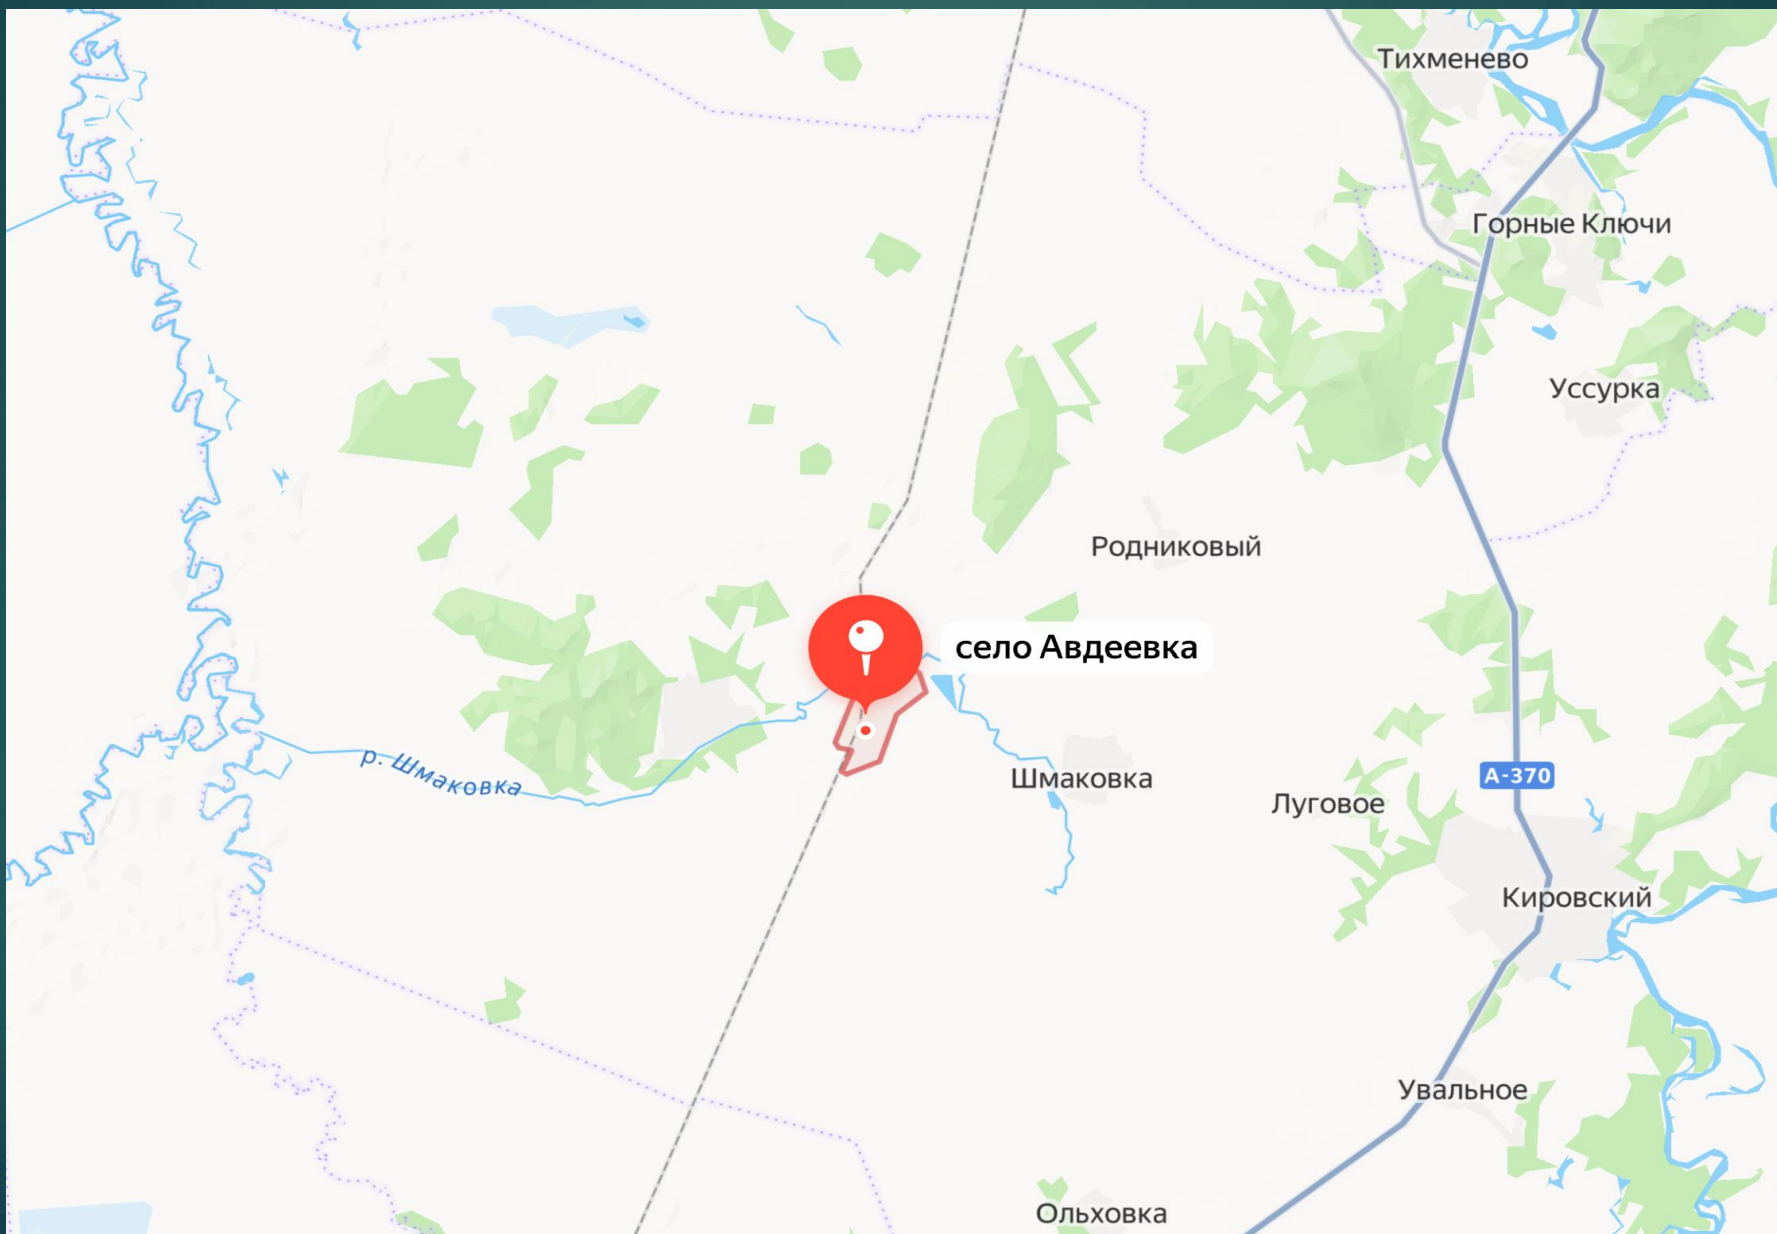 Тихменево
Горные Ключи
Уссурка
Родниковый
село Авдеевка
р. Шмаковка
Шмаковка
А-370
Луговое
Кировский
Увальное
Ольховка